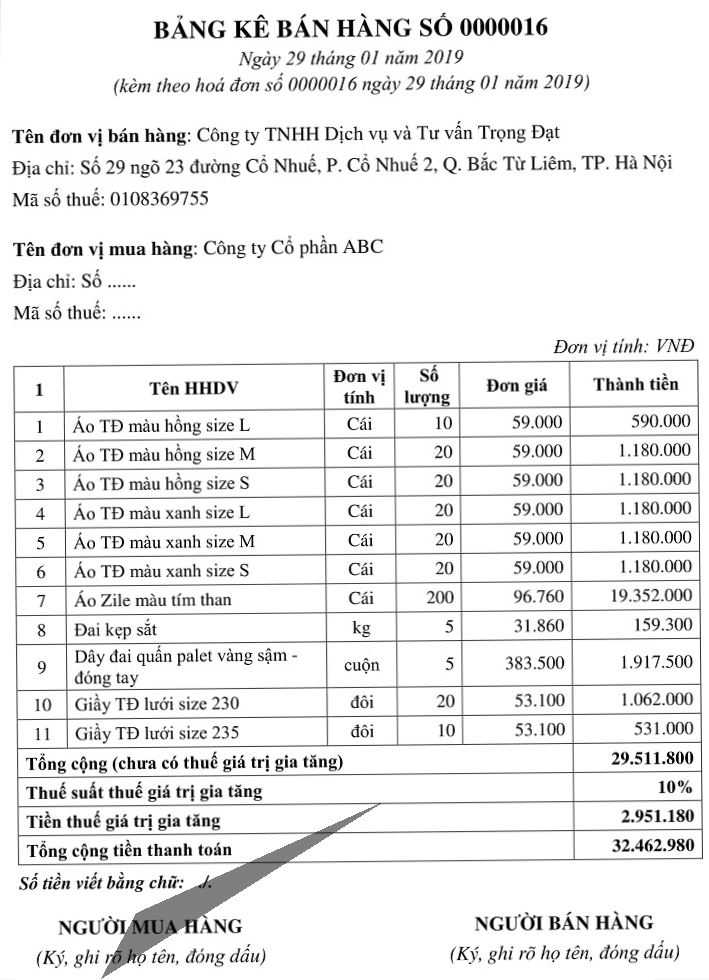 BẢNG KÊ BÁN HÀNG SỐ 0000016
Ngày 29 tháng 01 năm 2019
(kèm theo hoá đơn số 0000016 ngày 29 tháng 01 năm 2019)
Tên đơn vị bán hàng: Công ty TNHH Dịch vụ và Tư vấn Trọng Đạt
Địa chỉ: Số 29 ngõ 23 đường Cổ Nhuế, P. Cổ Nhuế 2, Q. Bắc Từ Liêm, TP. Hà Nội
Mã số thuế: 0108369755
Tên đơn vị mua hàng: Công ty Cổ phần ABC
Địa chỉ: Số ......
Mã số thuế: ......
Đơn vị tính: VNĐ
1 Tên HHDV Đơn vị tính Số lượng Đơn giá Thành tiền
1 Áo TĐ màu hồng size L Cái 10 59.000 590.000
2 Áo TĐ màu hồng size M Cái 20 59.000 1.180.000
3 Áo TĐ màu hồng size S Cái 20 59.000 1.180.000
4 Áo TĐ màu xanh size L Cái 20 59.000 1.180.000
5 Áo TĐ màu xanh size M Cái 20 59.000 1.180.000
6 Áo TĐ màu xanh size S Cái 20 59.000 1.180.000
7 Áo Zile màu tím than Cái 200 96.760 19.352.000
8 Đai kẹp sắt kg 5 31.860 159.300
9 Dây đai quấn palet vàng sậm - đóng tay cuộn 5 383.500 1.917.500
10 Giầy TĐ lưới size 230 đôi 20 53.100 1.062.000
11 Giầy TĐ lưới size 235 đôi 10 53.100 531.000
Tổng cộng (chưa có thuế giá trị gia tăng) 29.511.800
Thuế suất thuế giá trị gia tăng 10%
Tiền thuế giá trị gia tăng 2.951.180
Tổng cộng tiền thanh toán 32.462.980
Số tiền viết bằng chữ: ./.
NGƯỜI MUA HÀNG NGƯỜI BÁN HÀNG
(Ký, ghi rõ họ tên, đóng dấu) (Ký, ghi rõ họ tên, đóng dấu)